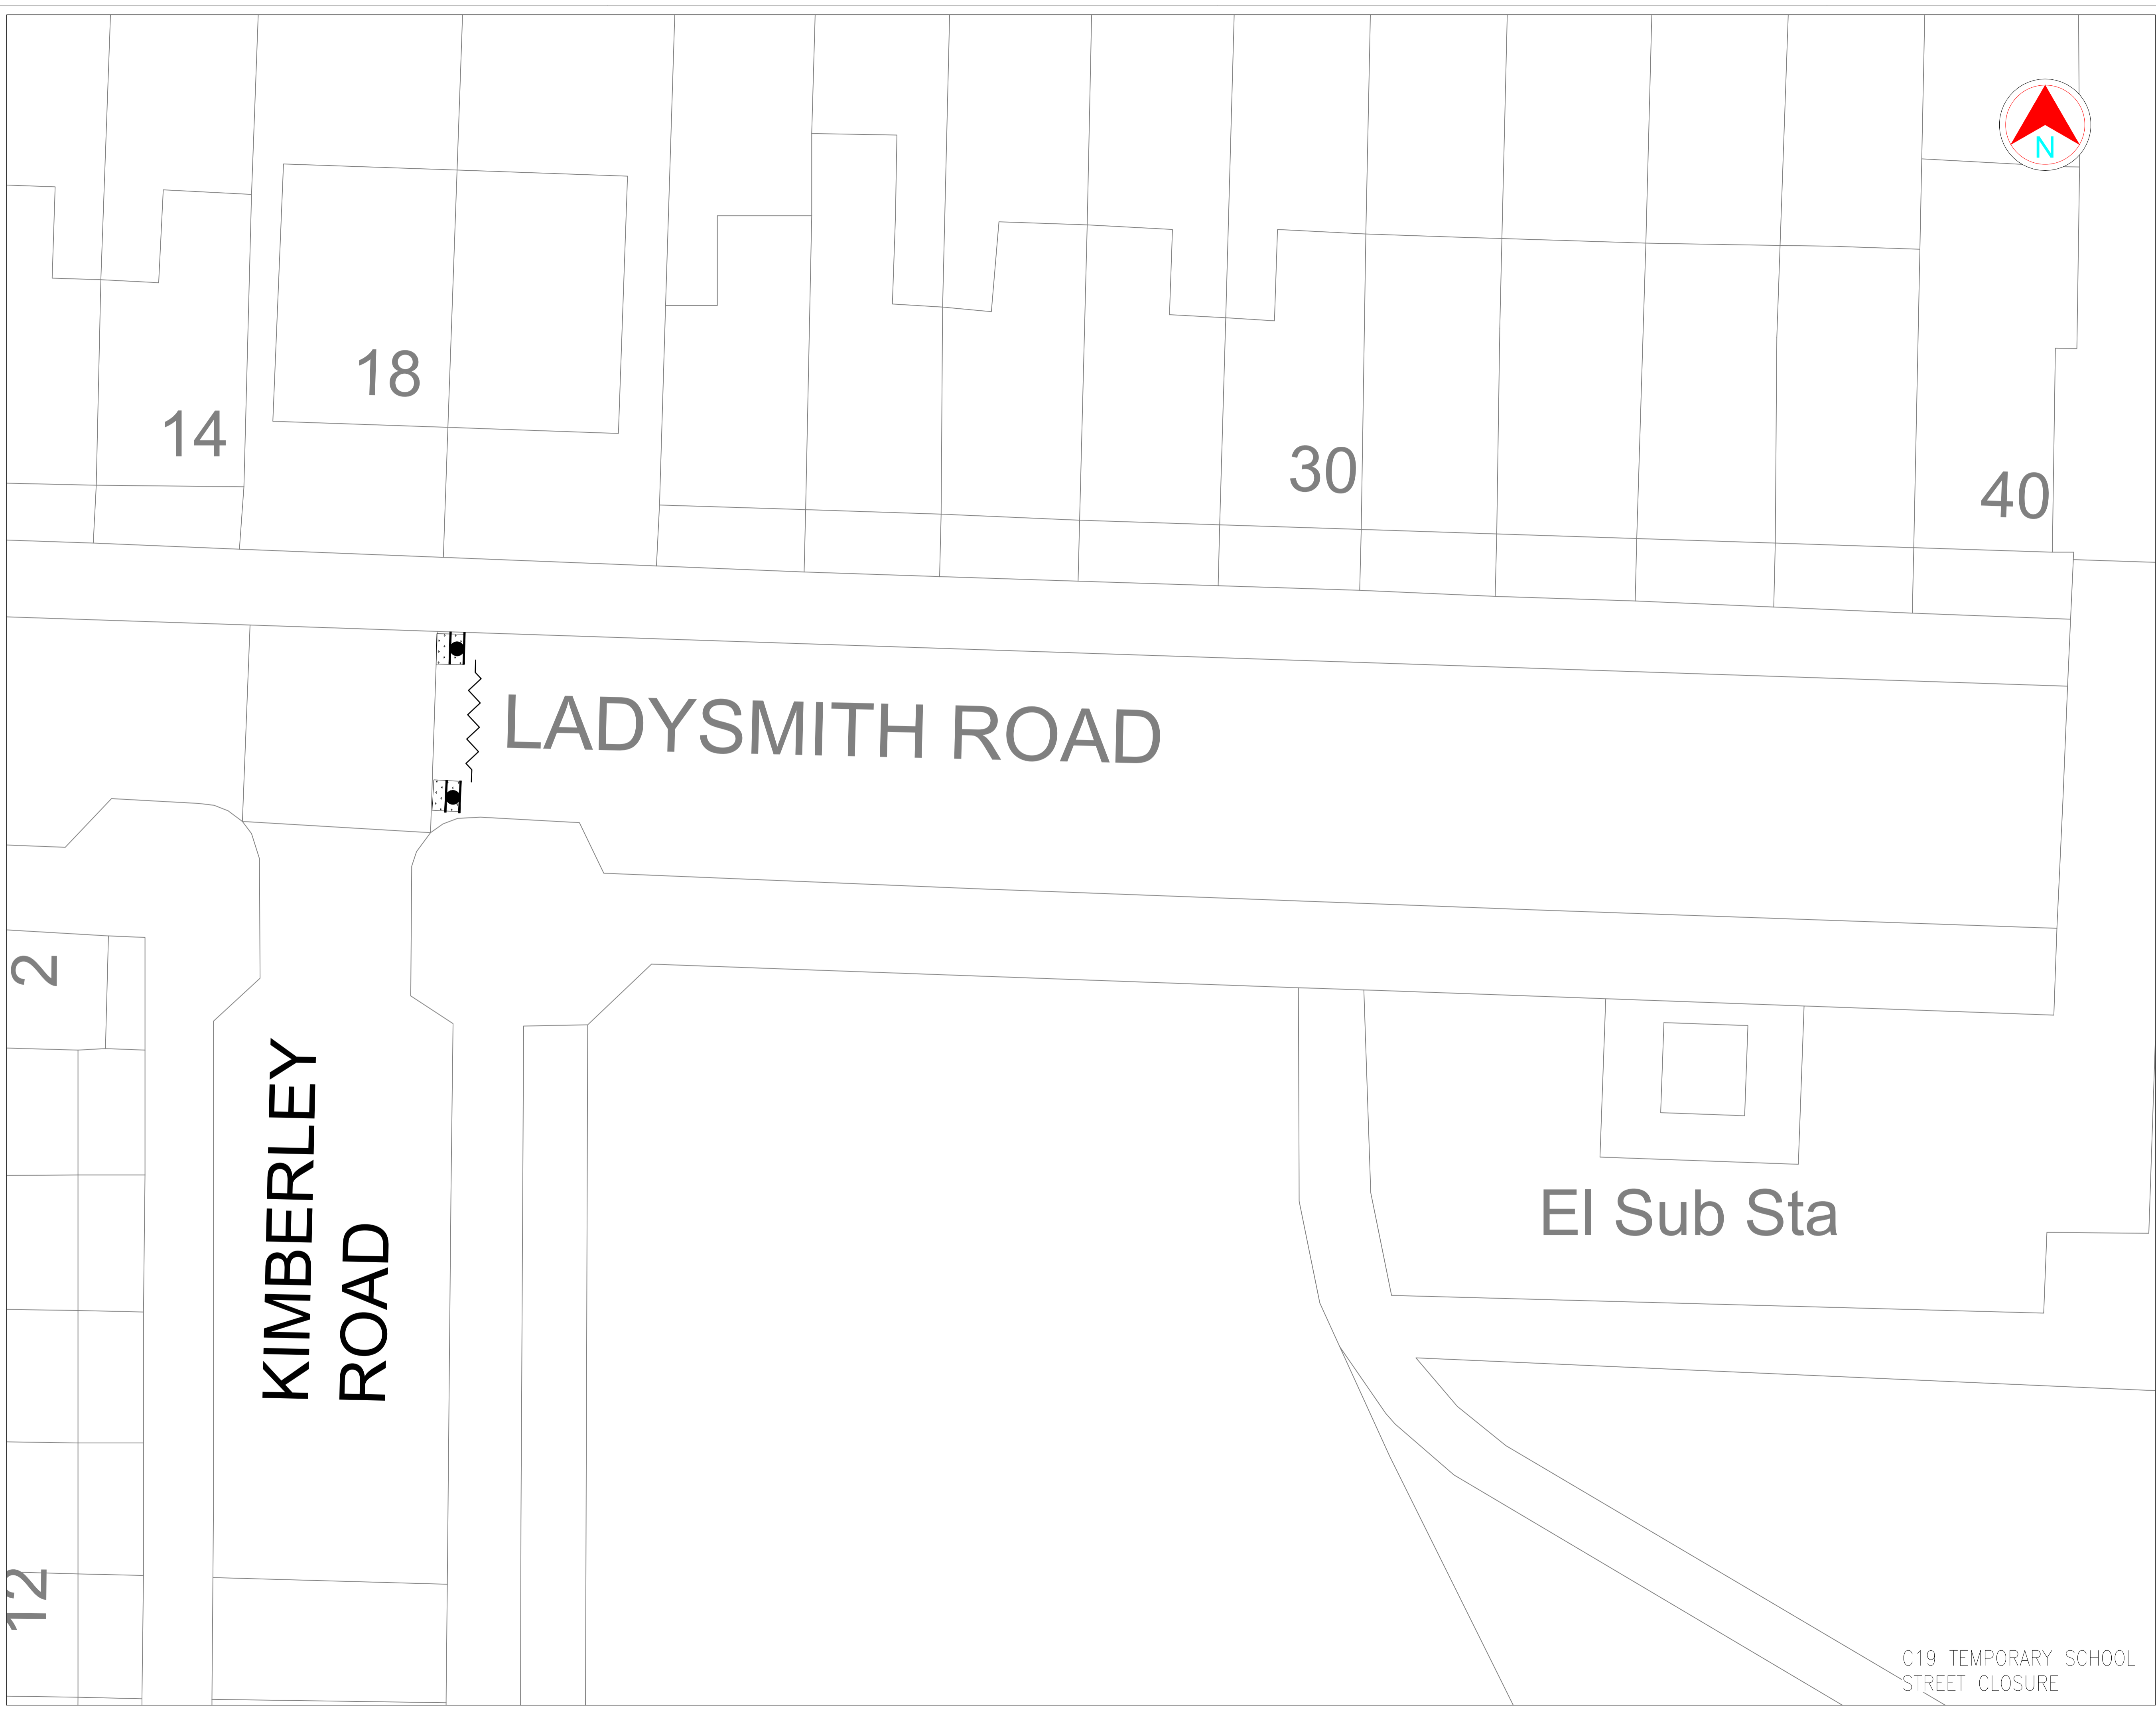 N
18
14
30
40
LADYSMITH ROAD
2
KIMBERLEY
ROAD
El Sub Sta
12
C19 TEMPORARY SCHOOL
STREET CLOSURE